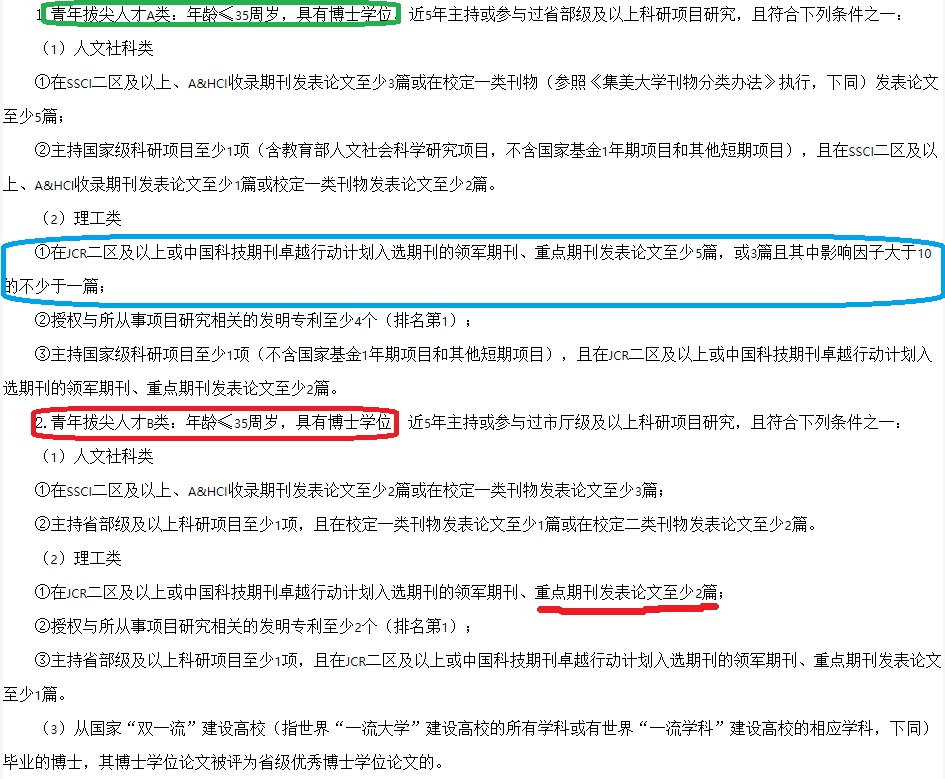 1.青年拔尖人才A类：年龄≤35周岁，具有博士学位，近5年主持或参与过省部级及以上科研项目研究，且符合下列条件之一：
（1）人文社科类
①在SSCI二区及以上、A&HCI收录期刊发表论文至少3篇或在校定一类刊物（参照《集美大学刊物分类办法》执行，下同）发表论文
至少5篇；
②主持国家级科研项目至少1项（含教育部人文社会科学研究项目，不含国家基金1年期项目和其他短期项目），且在SSCI二区及以
上、A&HCI收录期刊发表论文至少1篇或校定一类刊物发表论文至少2篇。
（2）理工类
①在JCR二区及以上或中国科技期刊卓越行动计划入选期刊的领军期刊、重点期刊发表论文至少5篇，或3篇且其中影响因子大于10
的不少于一篇；
②授权与所从事项目研究相关的发明专利至少4个（排名第1）；
③主持国家级科研项目至少1项（不含国家基金1年期项目和其他短期项目），且在JCR二区及以上或中国科技期刊卓越行动计划入
选期刊的领军期刊、重点期刊发表论文至少2篇。
2.青年拔尖人才B类：年龄≤35周岁，具有博士学位，近5年主持或参与过市厅级及以上科研项目研究，且符合下列条件之一：
（1）人文社科类
①在SSCI二区及以上、A&HCI收录期刊发表论文至少2篇或在校定一类刊物发表论文至少3篇；
②主持省部级及以上科研项目至少1项，且在校定一类刊物发表论文至少1篇或在校定二类刊物发表论文至少2篇。
（2）理工类
①在JCR二区及以上或中国科技期刊卓越行动计划入选期刊的领军期刊、重点期刊发表论文至少2篇；
②授权与所从事项目研究相关的发明专利至少2个（排名第1）；
③主持省部级及以上科研项目至少1项，且在JCR二区及以上或中国科技期刊卓越行动计划入选期刊的领军期刊、重点期刊发表论文
至少1篇。
（3）从国家“双一流”建设高校（指世界“一流大学”建设高校的所有学科或有世界“一流学科”建设高校的相应学科，下同）
毕业的博士，其博士学位论文被评为省级优秀博士学位论文的。